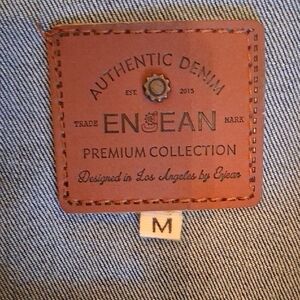 AUTHENTIC DENIM
EST. 2015
TRADE ENJEAN MARK
PREMIUM COLLECTION
Designed in Los Angeles by Enjean
M